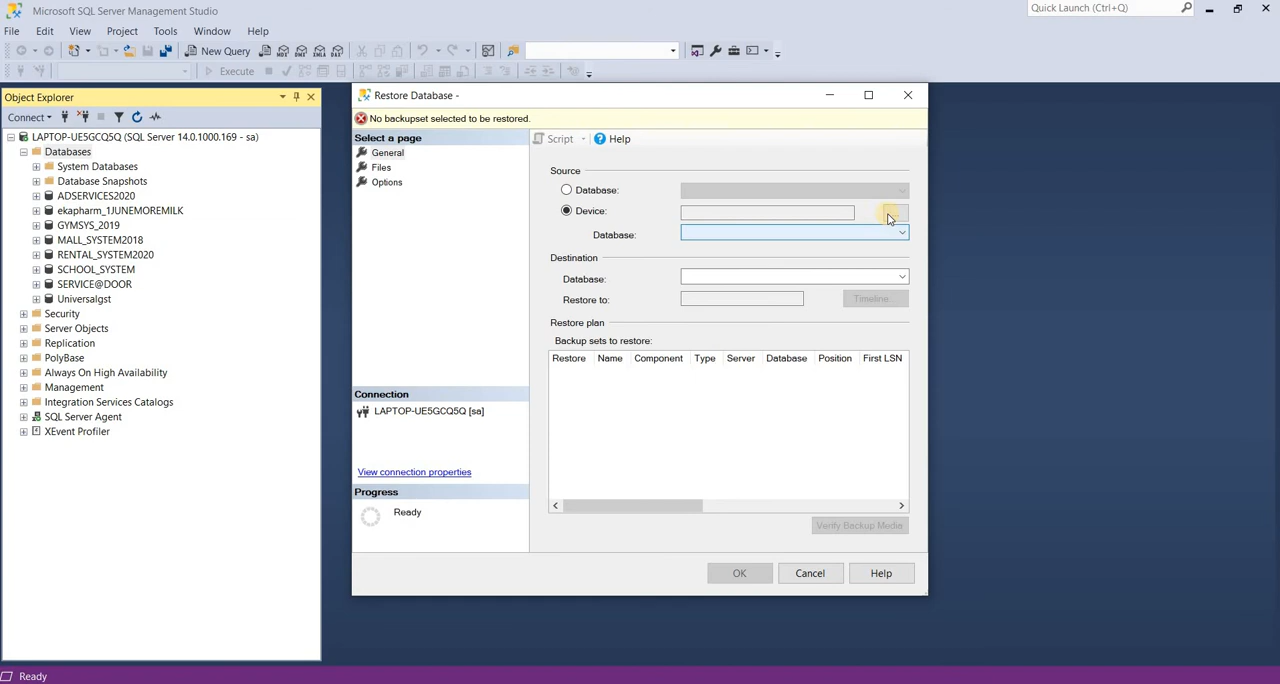 Microsoft SQL Server Management Studio
Quick Launch (Ctrl+Q)
File Edit View Project Tools Window Help
New Query
MDX DMX XMLA DAX
Execute
Object Explorer
Connect
LAPTOP-UE5GCQ5Q (SQL Server 14.0.1000.169 - sa)
Databases
System Databases
Database Snapshots
ADSERVICES2020
ekapharm_1JUNEMOREMILK
GYMSYS_2019
MALL_SYSTEM2018
RENTAL_SYSTEM2020
SCHOOL_SYSTEM
SERVICE@DOOR
Universalgst
Security
Server Objects
Replication
PolyBase
Always On High Availability
Management
Integration Services Catalogs
SQL Server Agent
XEvent Profiler
Restore Database -
No backupset selected to be restored.
Select a page
General
Files
Options
Connection
LAPTOP-UE5GCQ5Q [sa]
View connection properties
Progress
Ready
Script Help
Source
Database:
Device:
Database:
Destination
Database:
Restore to:
Timeline...
Restore plan
Backup sets to restore:
Restore Name Component Type Server Database Position First LSN
Verify Backup Media
OK Cancel Help
Ready